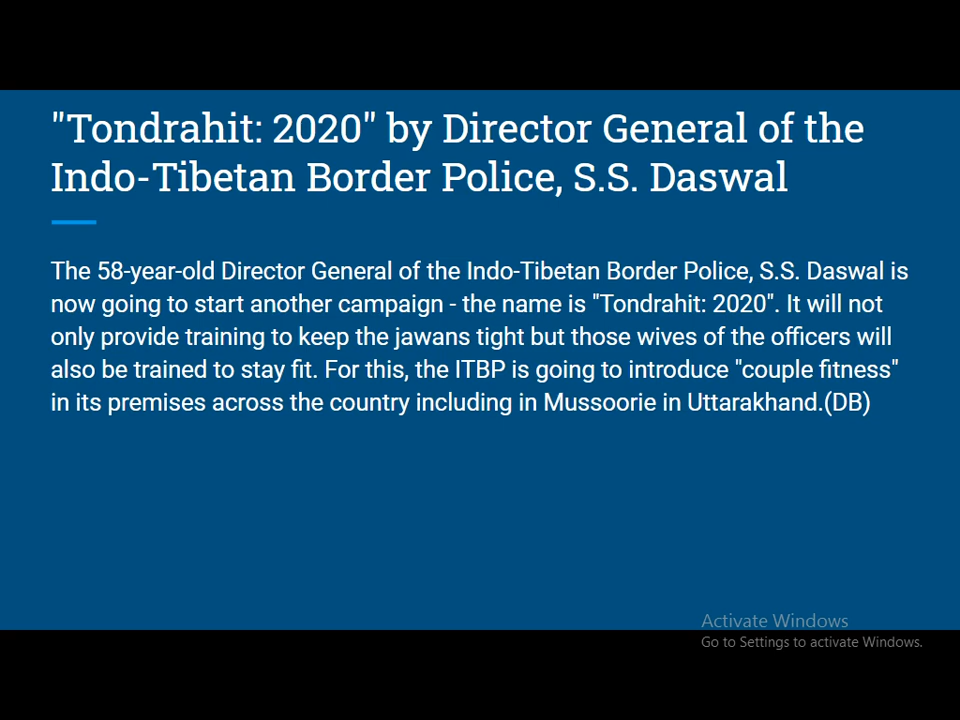 "Tondrahit: 2020" by Director General of the
Indo-Tibetan Border Police, S.S. Daswal
The 58-year-old Director General of the Indo-Tibetan Border Police, S.S. Daswal is
now going to start another campaign - the name is "Tondrahit: 2020". It will not
only provide training to keep the jawans tight but those wives of the officers will
also be trained to stay fit. For this, the ITBP is going to introduce "couple fitness"
in its premises across the country including in Mussoorie in Uttarakhand.(DB)
Activate Windows
Go to Settings to activate Windows.